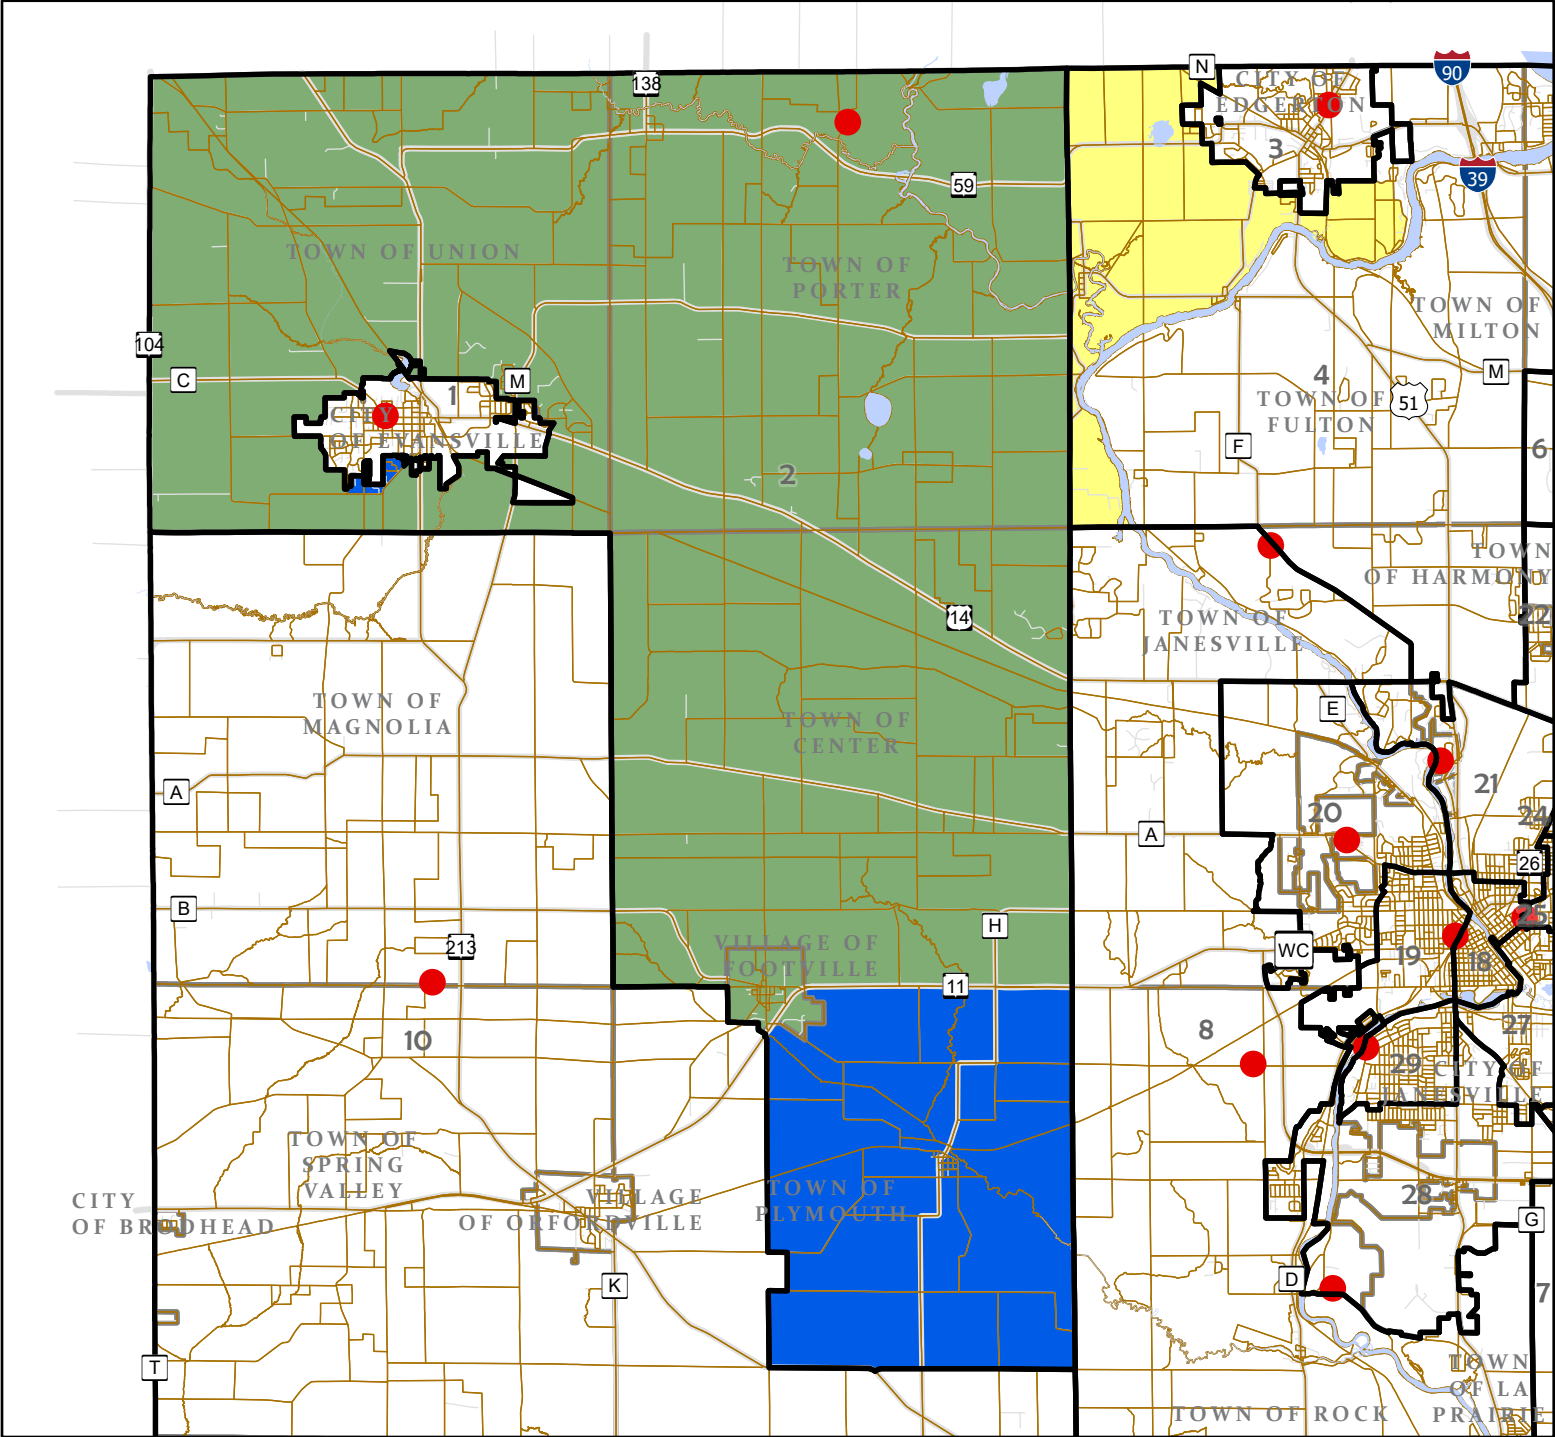 N
90
138
CITY OF
EDGERTON
3
39
59
TOWN OF UNION
TOWN OF
PORTER
TOWN OF
MILTON
104
C
M
1
4
M
TOWN OF
FULTON
51
CITY
OF EVANSVILLE
F
6
2
TOWN
OF HARMONY
14
TOWN OF
JANESVILLE
22
TOWN OF
MAGNOLIA
E
TOWN OF
CENTER
A
21
20
24
A
26
B
25
213
VILLAGE OF
FOOTVILLE
H
WC
19
18
11
10
8
27
29
CITY OF
JANESVILLE
TOWN OF
SPRING
VALLEY
CITY
OF BRODHEAD
VILLAGE
OF ORFORDVILLE
TOWN OF
PLYMOUTH
28
G
K
D
7
T
TOWN
OF LA
PRAIRIE
TOWN OF ROCK